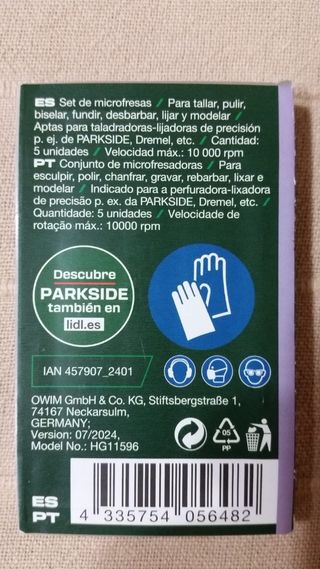 ES Set de microfresas / Para tallar, pulir,
biselar, fundir, desbarbar, lijar y modelar /
Aptas para taladradoras-lijadoras de precisión
p. ej. de PARKSIDE, Dremel, etc. / Cantidad:
5 unidades / Velocidad máx.: 10 000 rpm
PT Conjunto de microfresadoras / Para
esculpir, polir, chanfrar, gravar, rebarbar, lixar e
modelar / Indicado para a perfuradora-lixadora
de precisão p. ex. da PARKSIDE, Dremel, etc. /
Quantidade: 5 unidades / Velocidade de
rotação máx.: 10000 rpm
Descubre
PARKSIDE
también en
lidl.es
IAN 457907_2401
OWIM GmbH & Co. KG, Stiftsbergstraße 1,
74167 Neckarsulm,
GERMANY;
Version: 07/2024,
Model No.: HG11596
05
PP
ES
PT
4 335754 056482